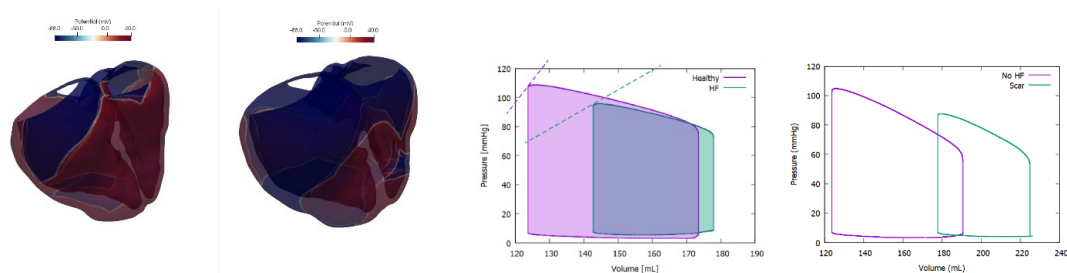 Potential (mV)
-88.0 -50.0 0.0 40.0
Potential (mV)
-88.0 -50.0 0.0 40.0
Pressure [mmHg]
120
100
80
60
40
20
0
Healthy
HF
120 130 140 150 160 170 180 190
Volume [mL]
Pressure (mmHg)
120
100
80
60
40
20
0
No HF
Scar
120 140 160 180 200 220 240
Volume (mL)